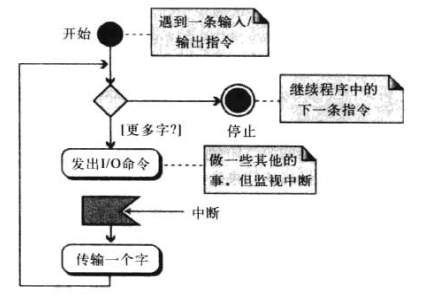 开始
遇到一条输入/
输出指令
继续程序中的
下一条指令
停止
[更多字?]
发出I/O命令
做一些其他的
事，但监视中断
中断
传输一个字